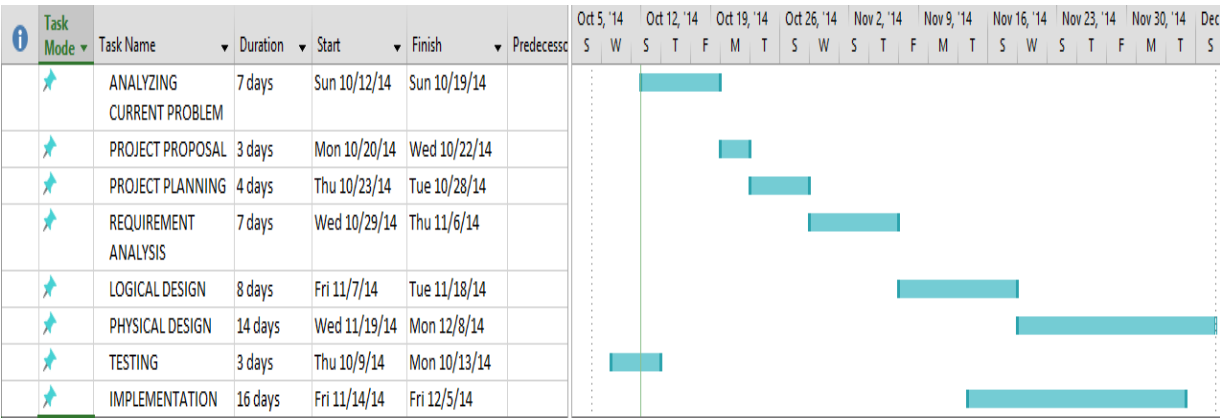 Task Mode Task Name Duration Start Finish Predecesso
Oct 5, '14 Oct 12, '14 Oct 19, '14 Oct 26, '14 Nov 2, '14 Nov 9, '14 Nov 16, '14 Nov 23, '14 Nov 30, '14 Dec
S W S T F M T S W S T F M T S W S T F M T S
ANALYZING CURRENT PROBLEM 7 days Sun 10/12/14 Sun 10/19/14
PROJECT PROPOSAL 3 days Mon 10/20/14 Wed 10/22/14
PROJECT PLANNING 4 days Thu 10/23/14 Tue 10/28/14
REQUIREMENT ANALYSIS 7 days Wed 10/29/14 Thu 11/6/14
LOGICAL DESIGN 8 days Fri 11/7/14 Tue 11/18/14
PHYSICAL DESIGN 14 days Wed 11/19/14 Mon 12/8/14
TESTING 3 days Thu 10/9/14 Mon 10/13/14
IMPLEMENTATION 16 days Fri 11/14/14 Fri 12/5/14